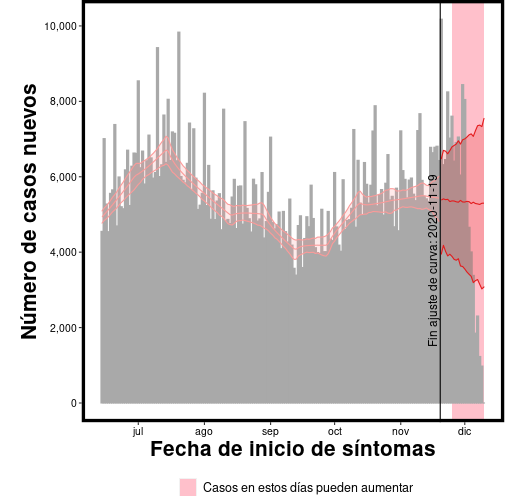 Número de casos nuevos
10,000
8,000
6,000
4,000
2,000
0
Fin ajuste de curva: 2020-11-19
jul ago sep oct nov dic
Fecha de inicio de síntomas
Casos en estos días pueden aumentar